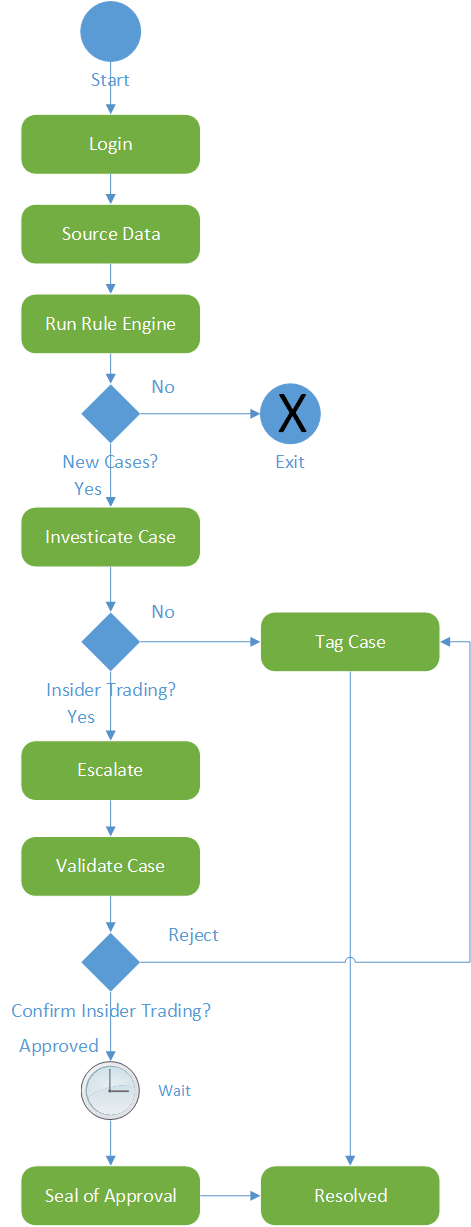 Start
Login
Source Data
Run Rule Engine
No
X
New Cases?
Exit
Yes
Investicate Case
No
Tag Case
Insider Trading?
Yes
Escalate
Validate Case
Reject
Confirm Insider Trading?
Approved
Wait
Seal of Approval
Resolved